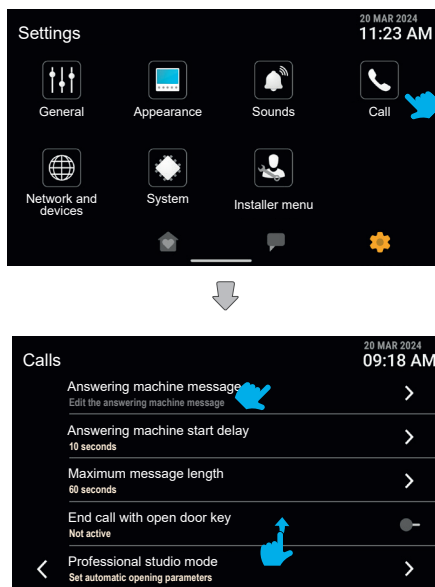 20 MAR 2024
Settings
11:23 AM
General
Appearance
Sounds
Call
Network and
devices
System
Installer menu
20 MAR 2024
Calls
09:18 AM
Answering machine message
Edit the answering machine message
Answering machine start delay
10 seconds
Maximum message length
60 seconds
End call with open door key
Not active
Professional studio mode
Set automatic opening parameters